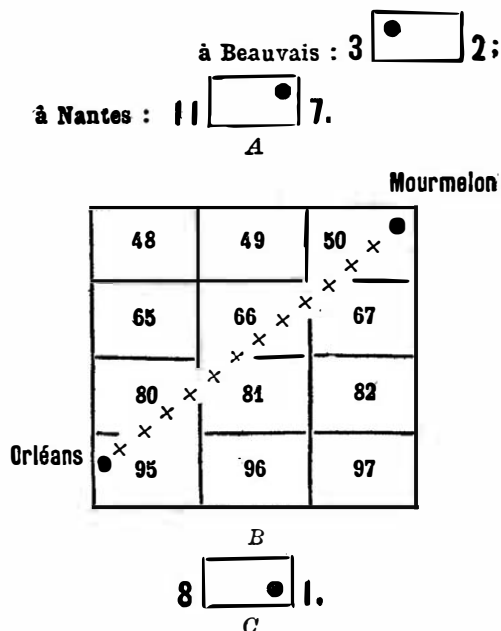 à Beauvais : 3 2;
à Nantes : 11 7.
A
Mourmelon
48 49 50
65 66 67
80 81 82
Orléans
95 96 97
B
8 1.
C